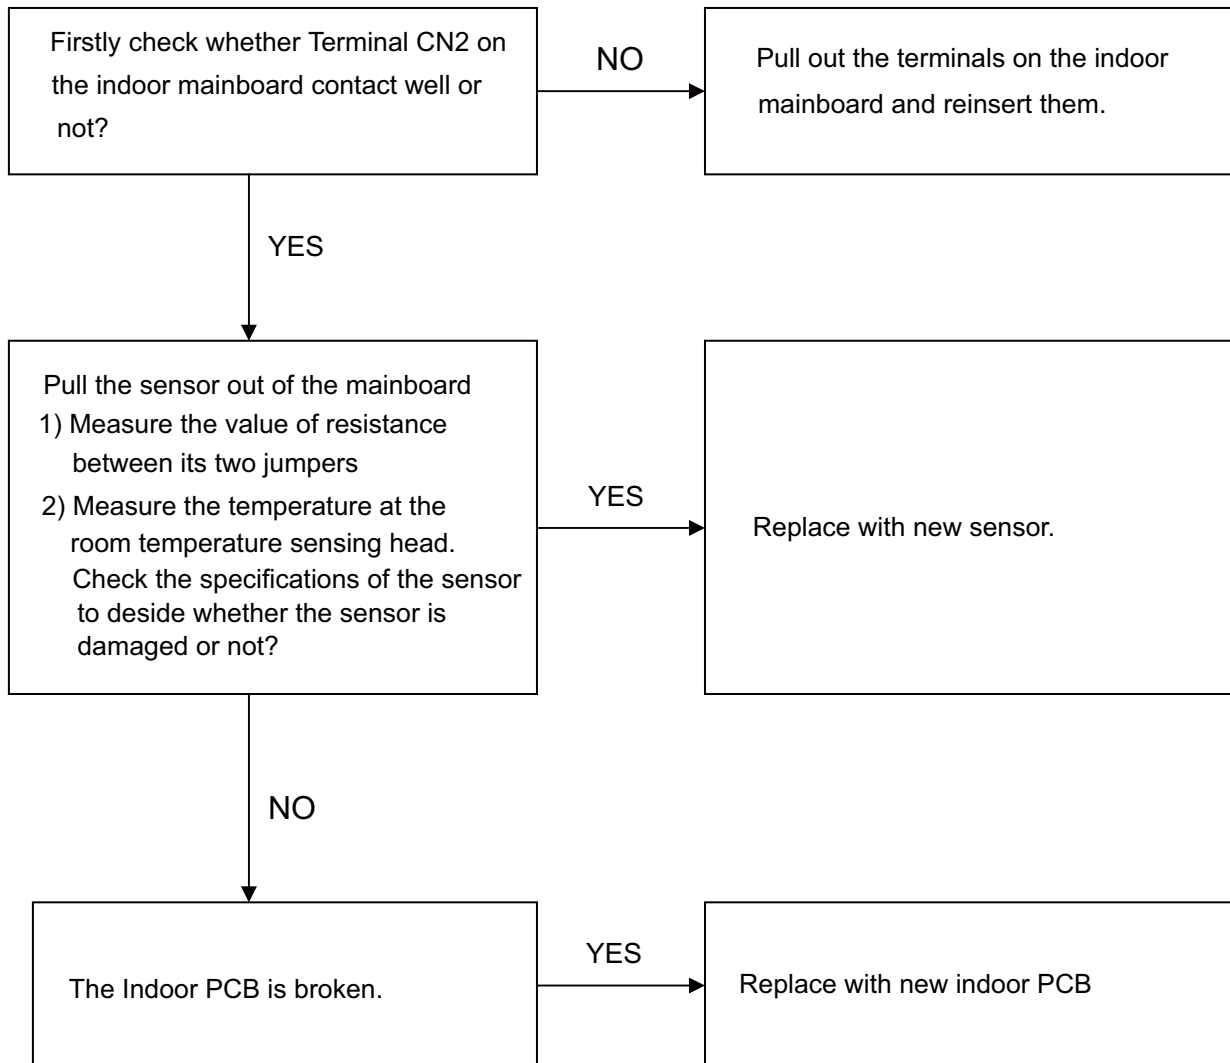 Firstly check whether Terminal CN2 on
the indoor mainboard contact well or
not?
NO
Pull out the terminals on the indoor
mainboard and reinsert them.
YES
Pull the sensor out of the mainboard
1) Measure the value of resistance
between its two jumpers
2) Measure the temperature at the
room temperature sensing head.
Check the specifications of the sensor
to deside whether the sensor is
damaged or not?
YES
Replace with new sensor.
NO
The Indoor PCB is broken.
YES
Replace with new indoor PCB